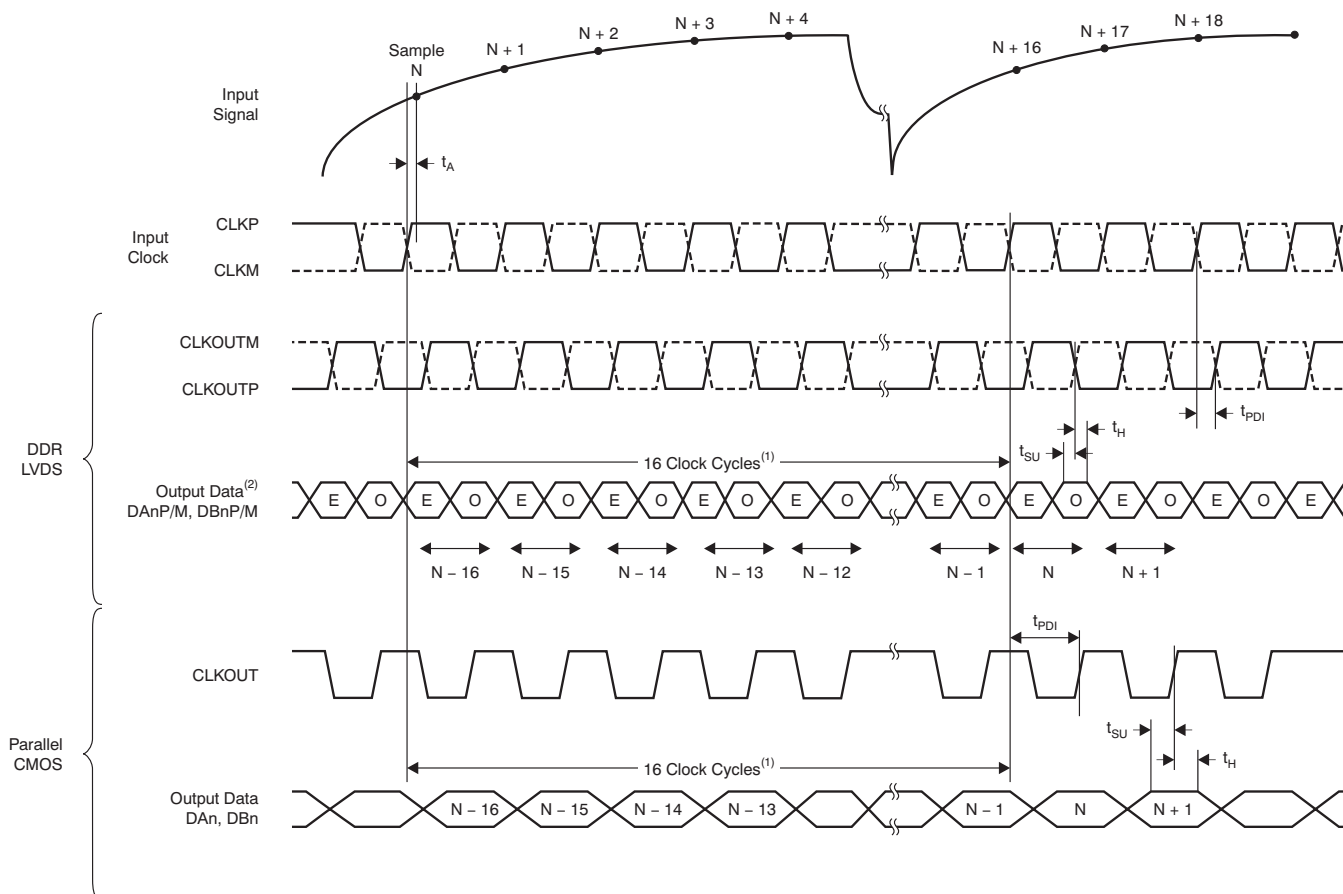 N + 1
N + 2
N + 3
N + 4
N + 16
N + 17
N + 18
Sample
N
Input
Signal
tA
Input
Clock
CLKP
CLKM
DDR
LVDS
CLKOUTM
CLKOUTP
tPDI
tH
tSU
16 Clock Cycles(1)
Output Data(2)
DAnP/M, DBnP/M
E O E O E O E O E O E O E O E O E O E O E
N – 16
N – 15
N – 14
N – 13
N – 12
N – 1
N
N + 1
Parallel
CMOS
tPDI
CLKOUT
tSU
tH
16 Clock Cycles(1)
Output Data
DAn, DBn
N – 16
N – 15
N – 14
N – 13
N – 1
N
N + 1